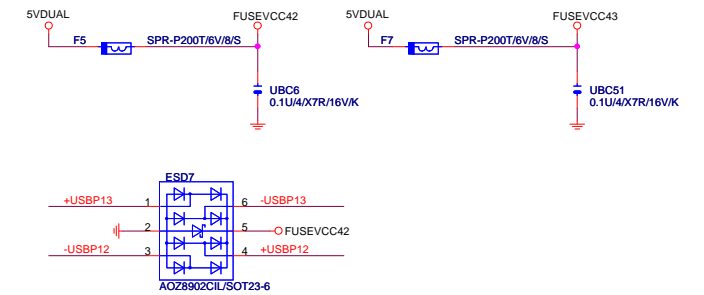 5VDUAL FUSEVCC42 5VDUAL FUSEVCC43
F5 SPR-P200T/6V/8/S F7 SPR-P200T/6V/8/S
UBC6 UBC51
0.1U/4/X7R/16V/K 0.1U/4/X7R/16V/K
ESD7
+USBP13 1 6 -USBP13
2 5 FUSEVCC42
-USBP12 3 4 +USBP12
AOZ8902CIL/SOT23-6